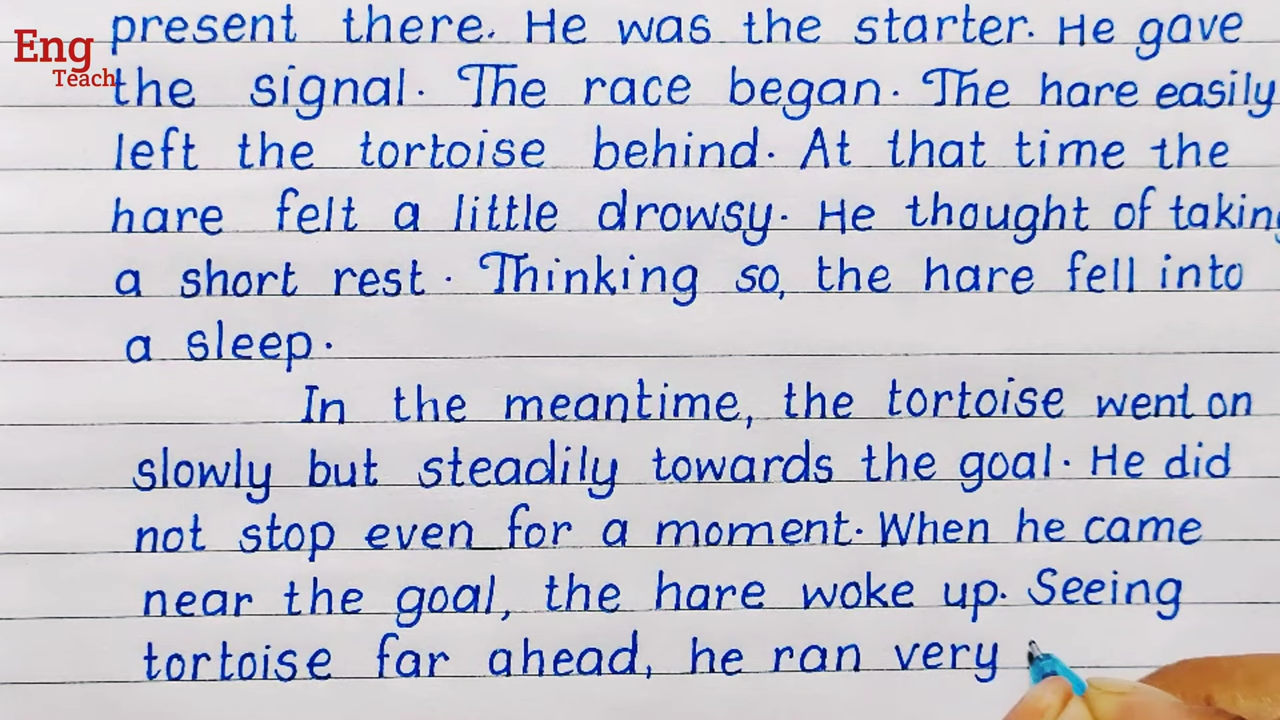 Eng
Teach
present there. He was the starter. He gave
the signal. The race began. The hare easily
left the tortoise behind. At that time the
hare felt a little drowsy. He thought of takin
a short rest. Thinking so, the hare fell into
a sleep.
In the meantime, the tortoise went on
slowly but steadily towards the goal. He did
not stop even for a moment. When he came
near the goal, the hare woke up. Seeing
tortoise far ahead, he ran very